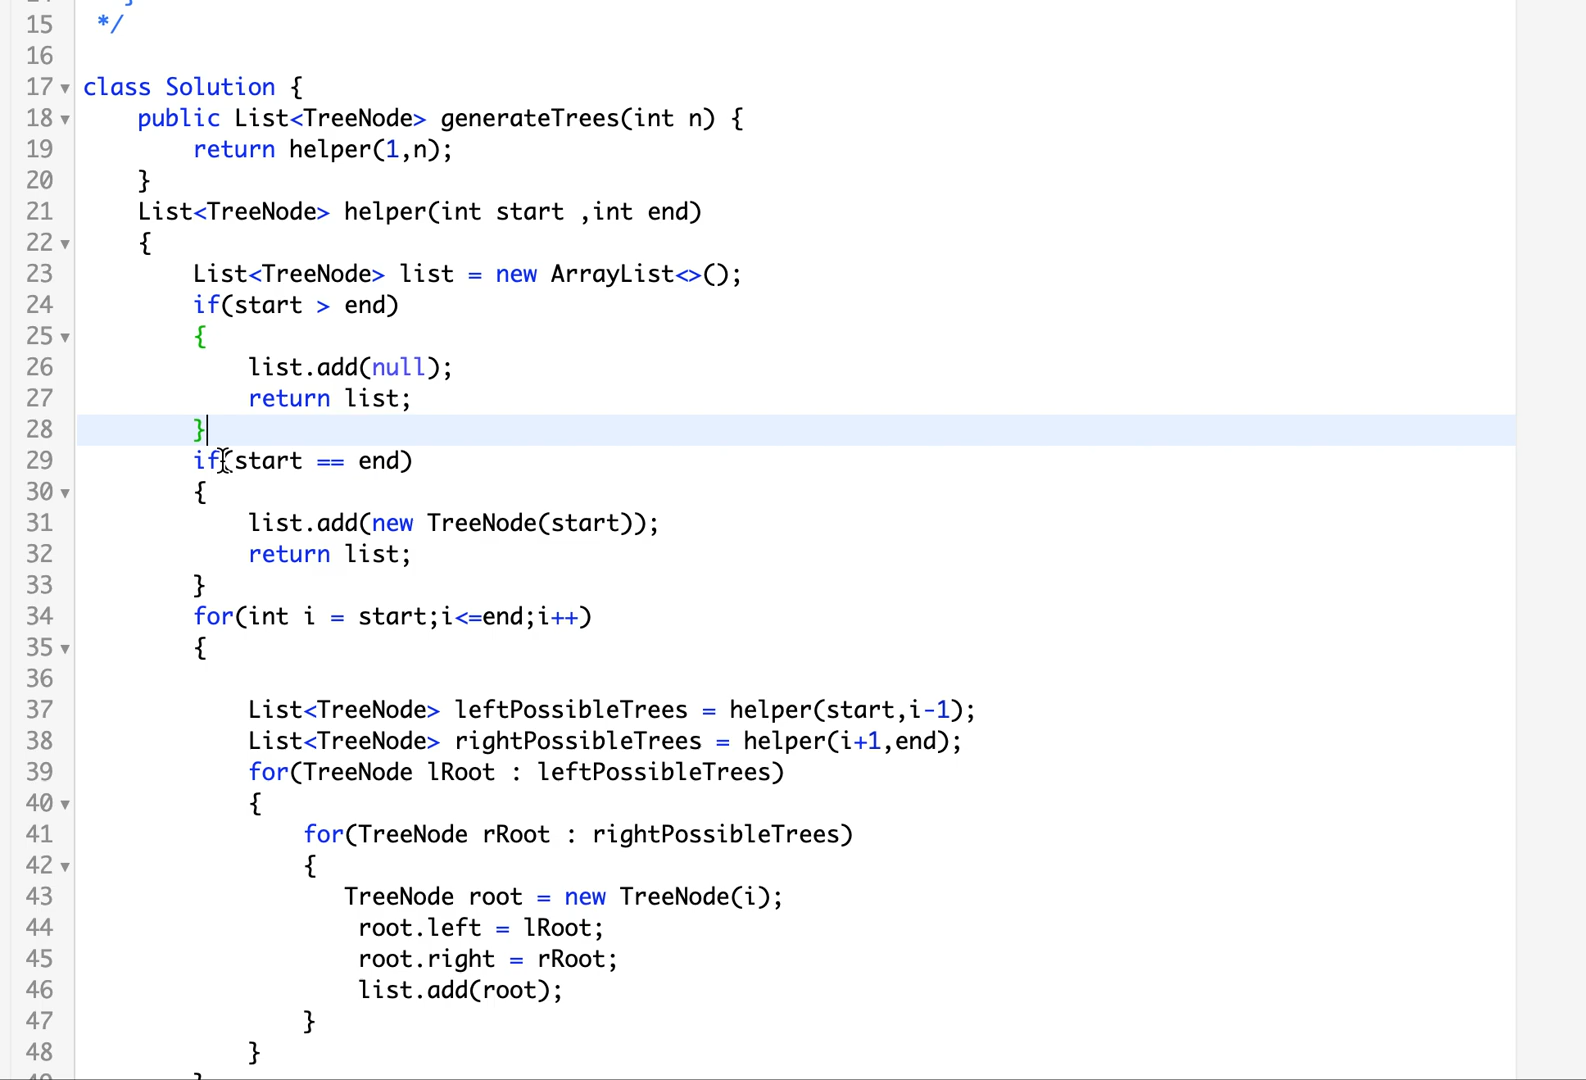 15 */
16
17 class Solution {
18 public List<TreeNode> generateTrees(int n) {
19 return helper(1,n);
20 }
21 List<TreeNode> helper(int start ,int end)
22 {
23 List<TreeNode> list = new ArrayList<>();
24 if(start > end)
25 {
26 list.add(null);
27 return list;
28 }
29 if(start == end)
30 {
31 list.add(new TreeNode(start));
32 return list;
33 }
34 for(int i = start;i<=end;i++)
35 {
36
37 List<TreeNode> leftPossibleTrees = helper(start,i-1);
38 List<TreeNode> rightPossibleTrees = helper(i+1,end);
39 for(TreeNode lRoot : leftPossibleTrees)
40 {
41 for(TreeNode rRoot : rightPossibleTrees)
42 {
43 TreeNode root = new TreeNode(i);
44 root.left = lRoot;
45 root.right = rRoot;
46 list.add(root);
47 }
48 }